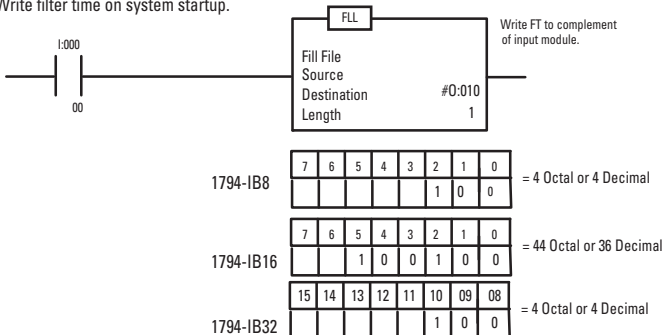 Write filter time on system startup.
FLL
Write FT to complement
of input module.
I:000
00
Fill File
Source
Destination #O:010
Length 1
1794-IB8
7 6 5 4 3 2 1 0
1 0 0
= 4 Octal or 4 Decimal
1794-IB16
7 6 5 4 3 2 1 0
1 0 0 1 0 0
= 44 Octal or 36 Decimal
1794-IB32
15 14 13 12 11 10 09 08
1 0 0
= 4 Octal or 4 Decimal